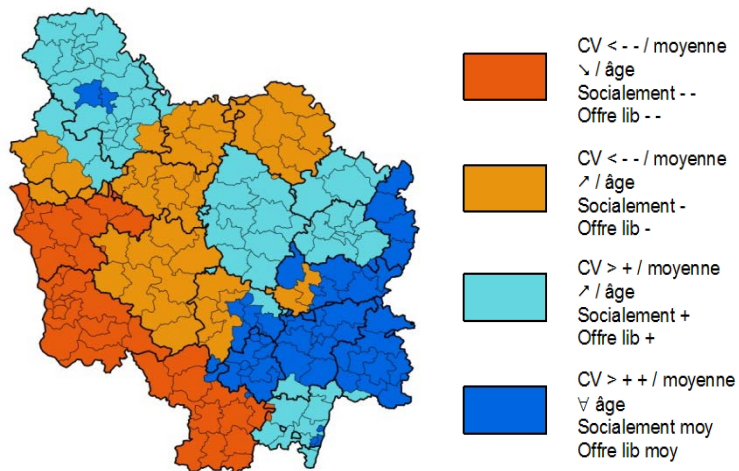 CV < - - / moyenne
↘ / âge
Socialement - -
Offre lib - -
CV < - - / moyenne
↗ / âge
Socialement -
Offre lib -
CV > + / moyenne
↗ / âge
Socialement +
Offre lib +
CV > + + / moyenne
∀ âge
Socialement moy
Offre lib moy